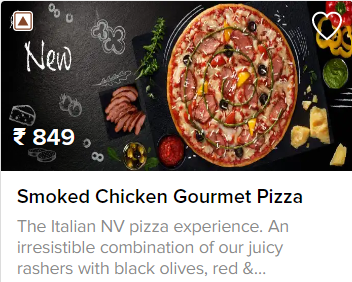 New
₹ 849
Smoked Chicken Gourmet Pizza
The Italian NV pizza experience. An
irresistible combination of our juicy
rashers with black olives, red &...